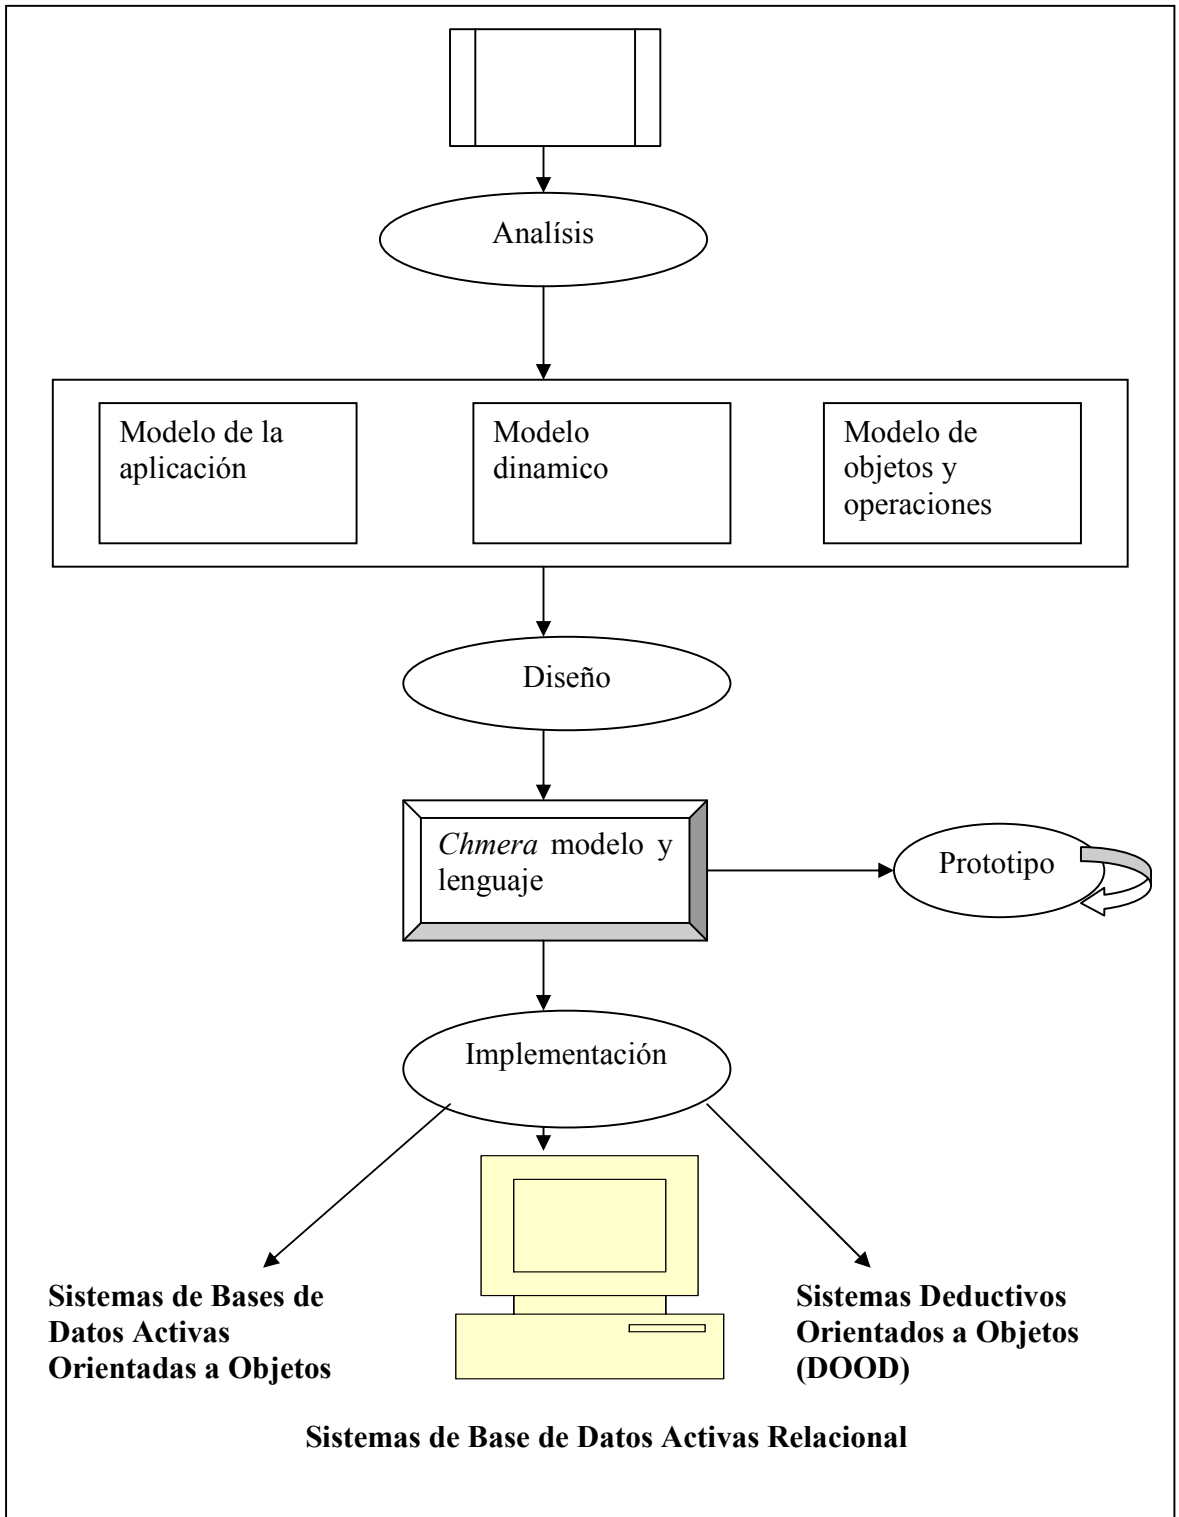 Analísis
Modelo de la
aplicación
Modelo
dinamico
Modelo de
objetos y
operaciones
Diseño
Chmera modelo y
lenguaje
Prototipo
Implementación
Sistemas de Bases de
Datos Activas
Orientadas a Objetos
Sistemas Deductivos
Orientados a Objetos
(DOOD)
Sistemas de Base de Datos Activas Relacional